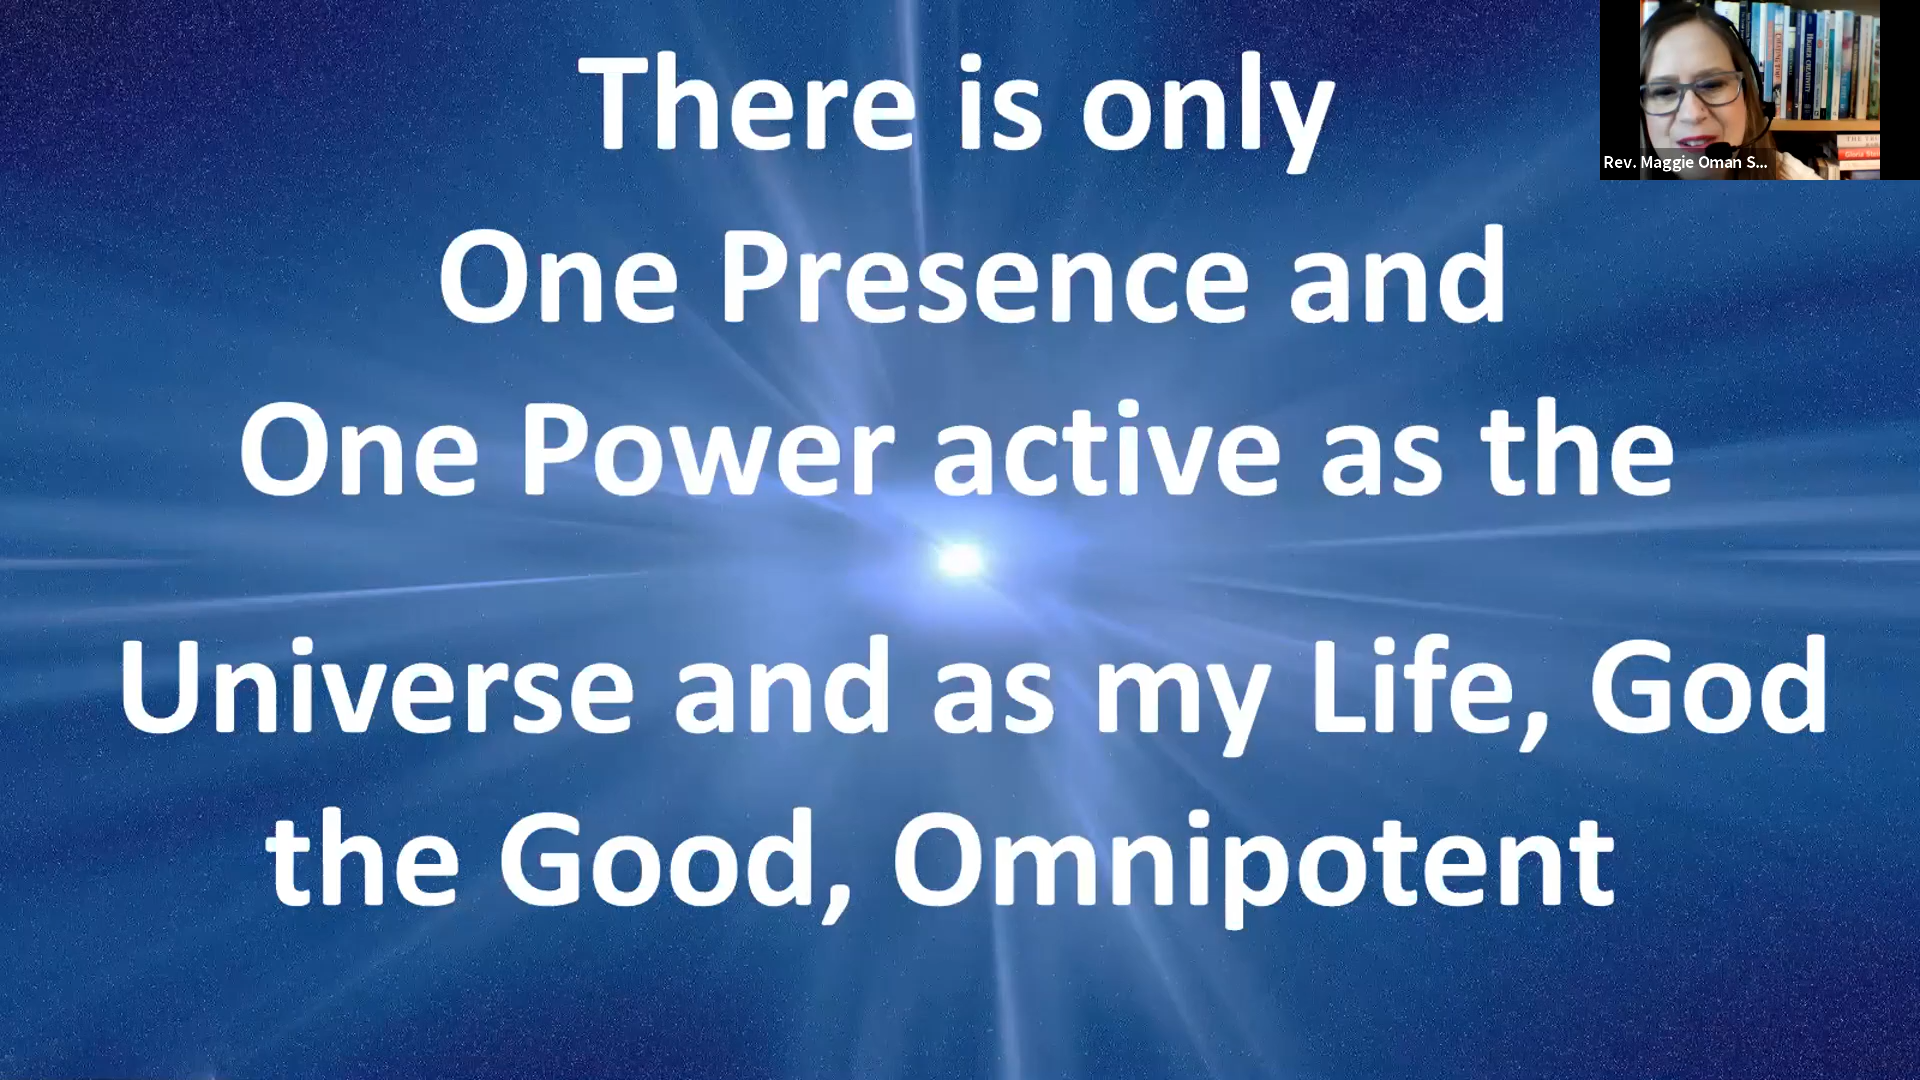 There is only
One Presence and
One Power active as the
Universe and as my Life, God
the Good, Omnipotent
Rev. Maggie Oman S...